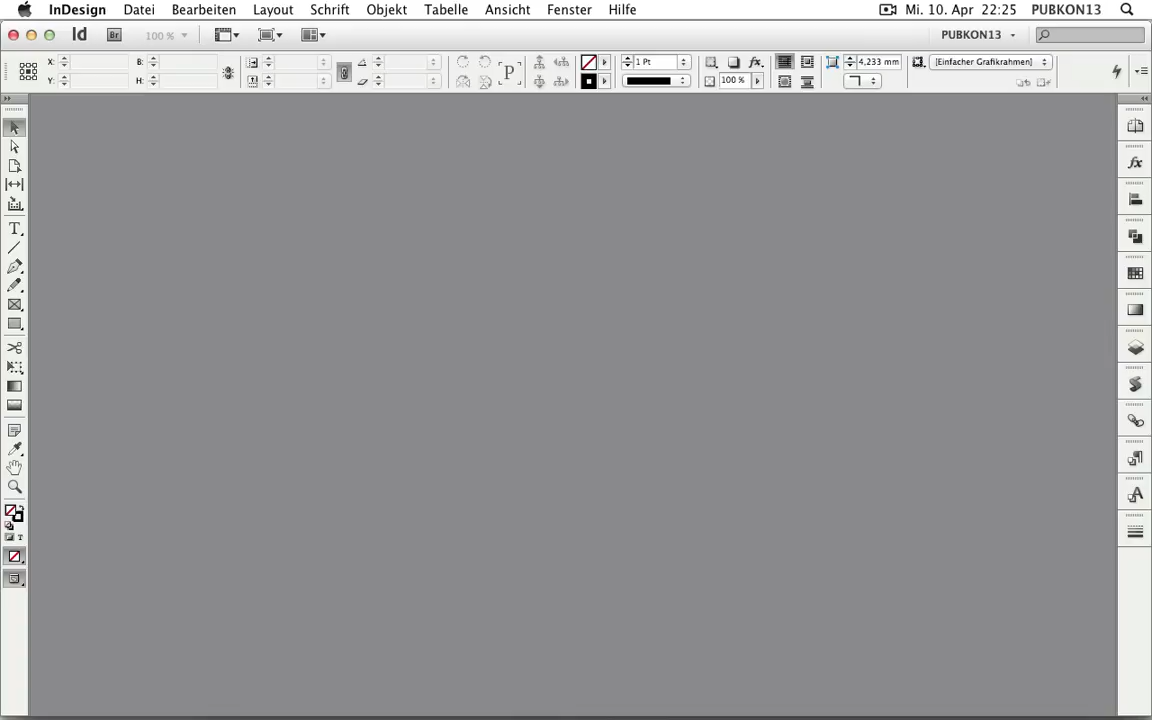 InDesign Datei Bearbeiten Layout Schrift Objekt Tabelle Ansicht Fenster Hilfe Mi. 10. Apr 22:25 PUBKON13
Id Br 100 % PUBKON13
X: B: 1 Pt 4,233 mm [Einfacher Grafikrahmen]
Y: H: P 100 %